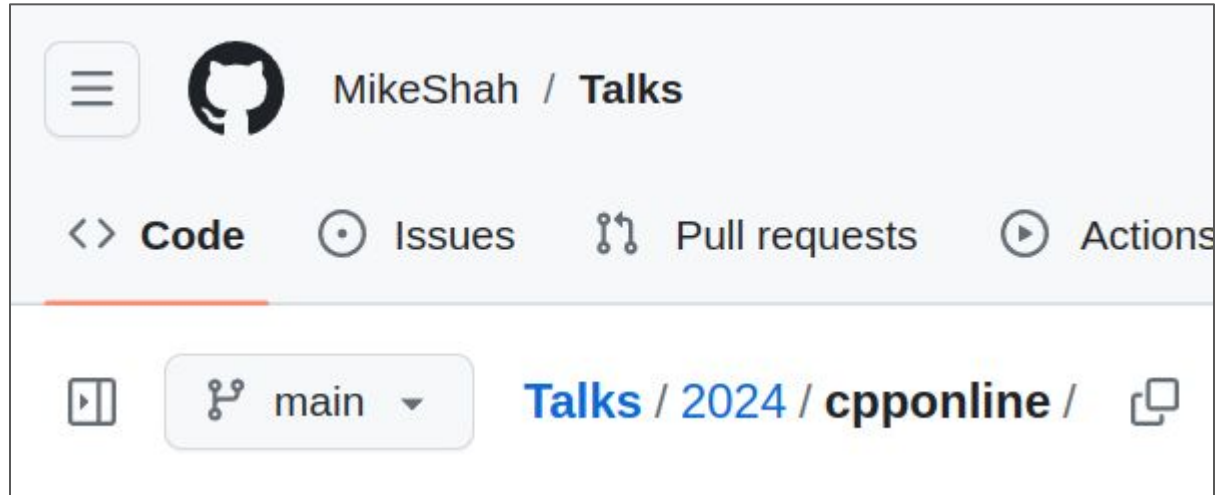 MikeShah / Talks
Code Issues Pull requests Actions
main Talks / 2024 / cpponline /